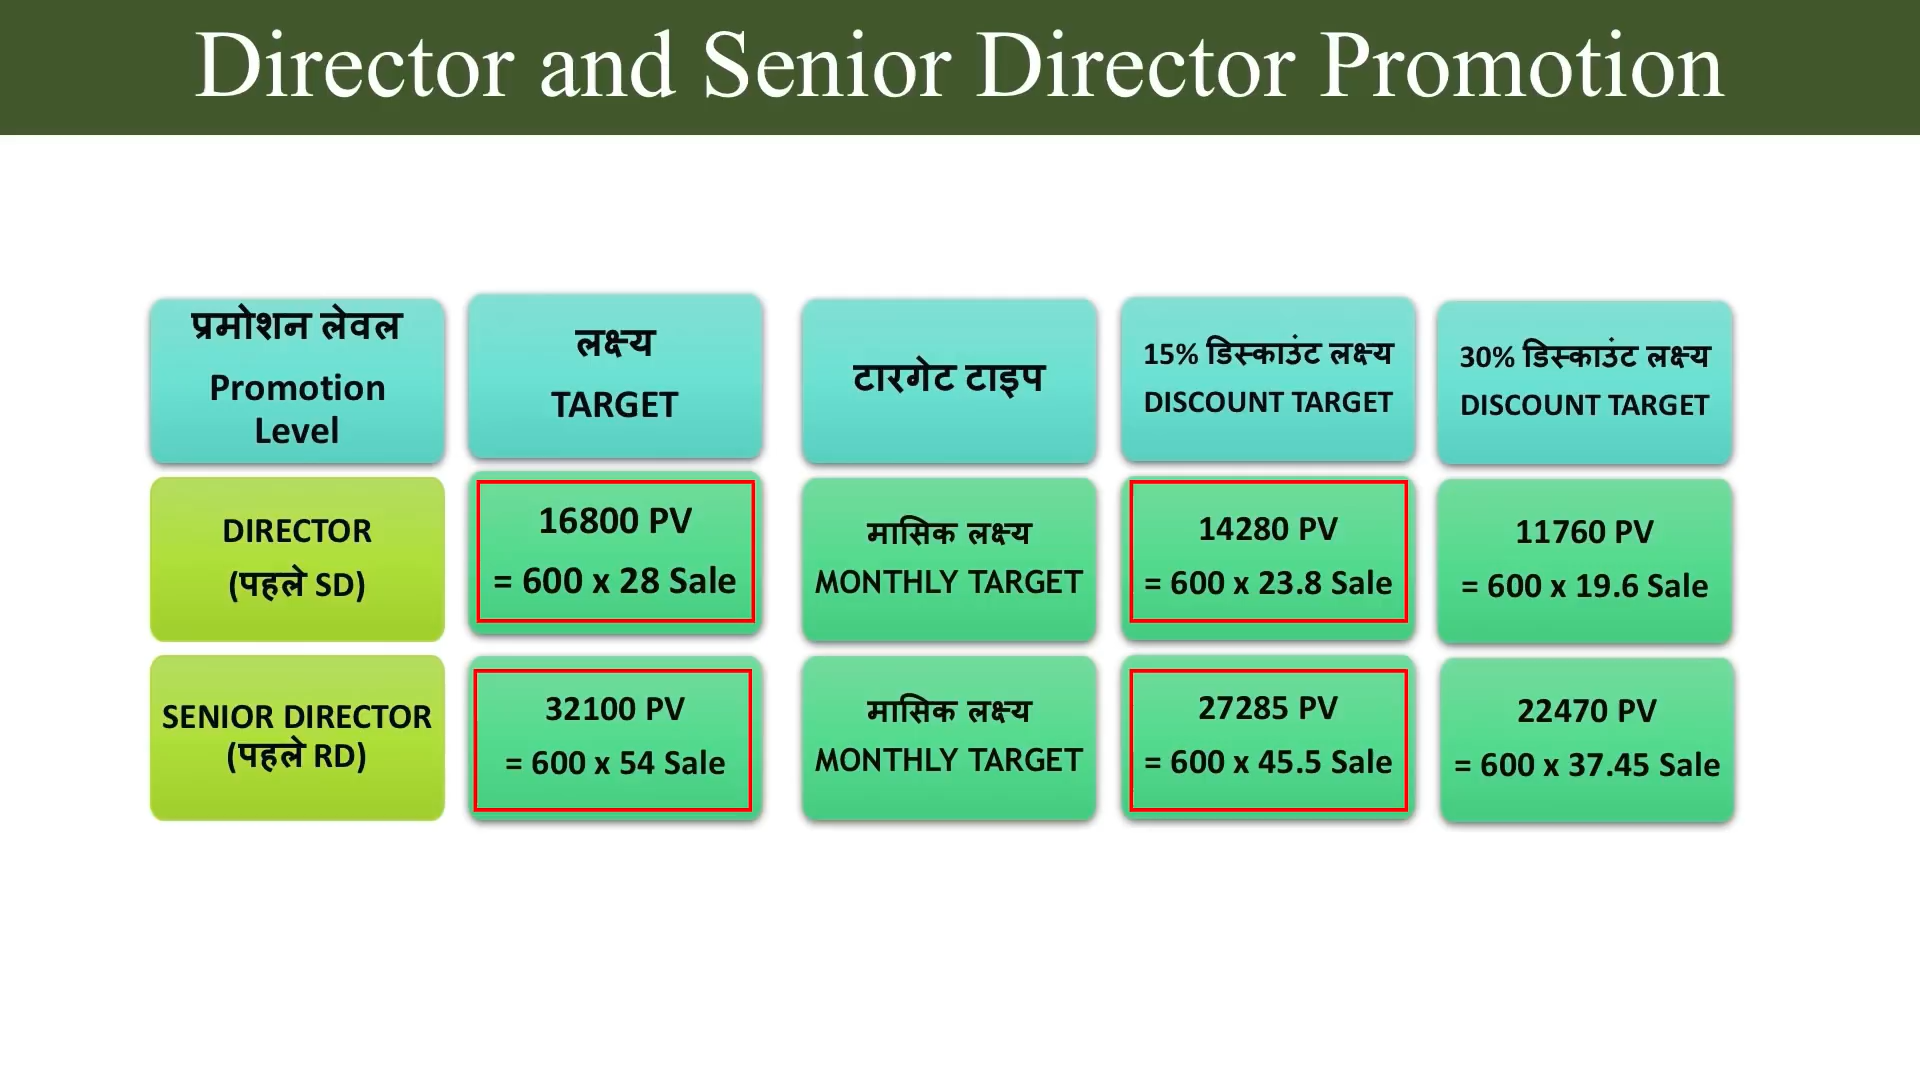 Director and Senior Director Promotion
प्रमोशन लेवल
Promotion
Level
लक्ष्य
TARGET
टारगेट टाइप
15% डिस्काउंट लक्ष्य
DISCOUNT TARGET
30% डिस्काउंट लक्ष्य
DISCOUNT TARGET
DIRECTOR
(पहले SD)
16800 PV
= 600 x 28 Sale
मासिक लक्ष्य
MONTHLY TARGET
14280 PV
= 600 x 23.8 Sale
11760 PV
= 600 x 19.6 Sale
SENIOR DIRECTOR
(पहले RD)
32100 PV
= 600 x 54 Sale
मासिक लक्ष्य
MONTHLY TARGET
27285 PV
= 600 x 45.5 Sale
22470 PV
= 600 x 37.45 Sale